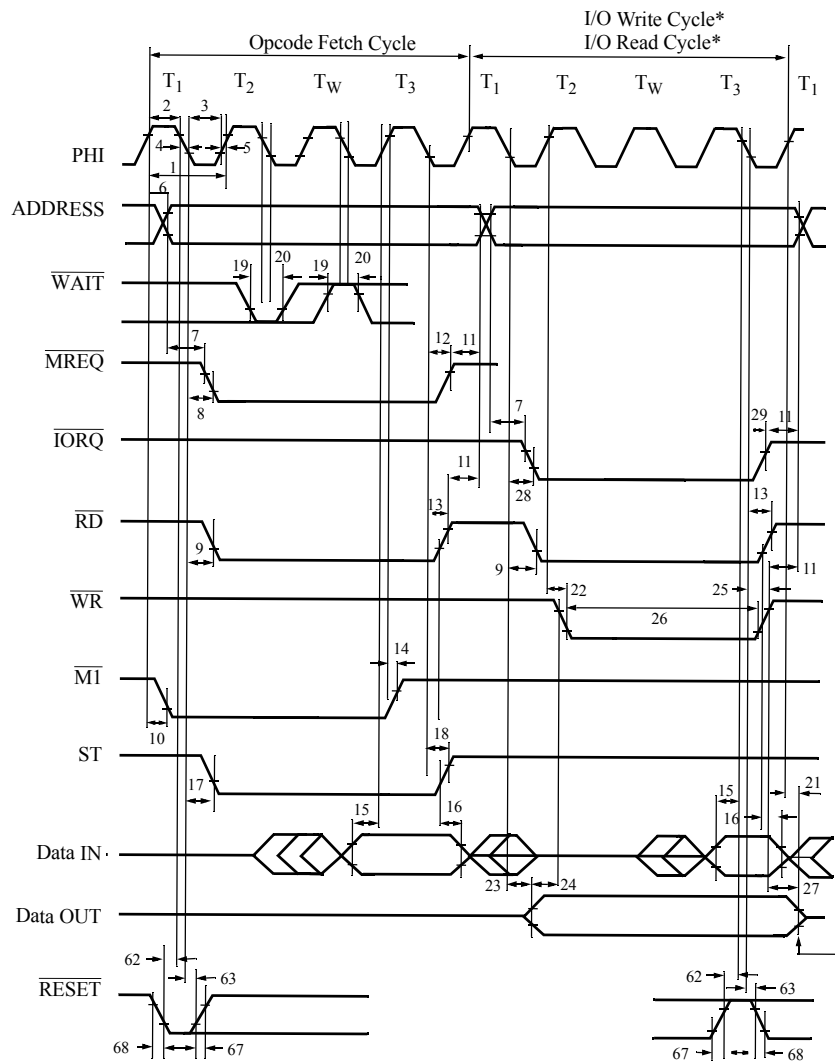 I/O Write Cycle*
Opcode Fetch Cycle I/O Read Cycle*
T1 T2 TW T3 T1 T2 TW T3 T1
2 3
PHI 4 5
1
6
ADDRESS
19 20 19 20
WAIT
7 12 11
MREQ
8
7 29 11
IORQ
11 28
13 13
RD
9 9 11
22 25
WR
26
14
M1
10
18
ST
17 21
15 16 15 16
Data IN
23 24 27
Data OUT
62 63 62 63
RESET
68 67 67 68